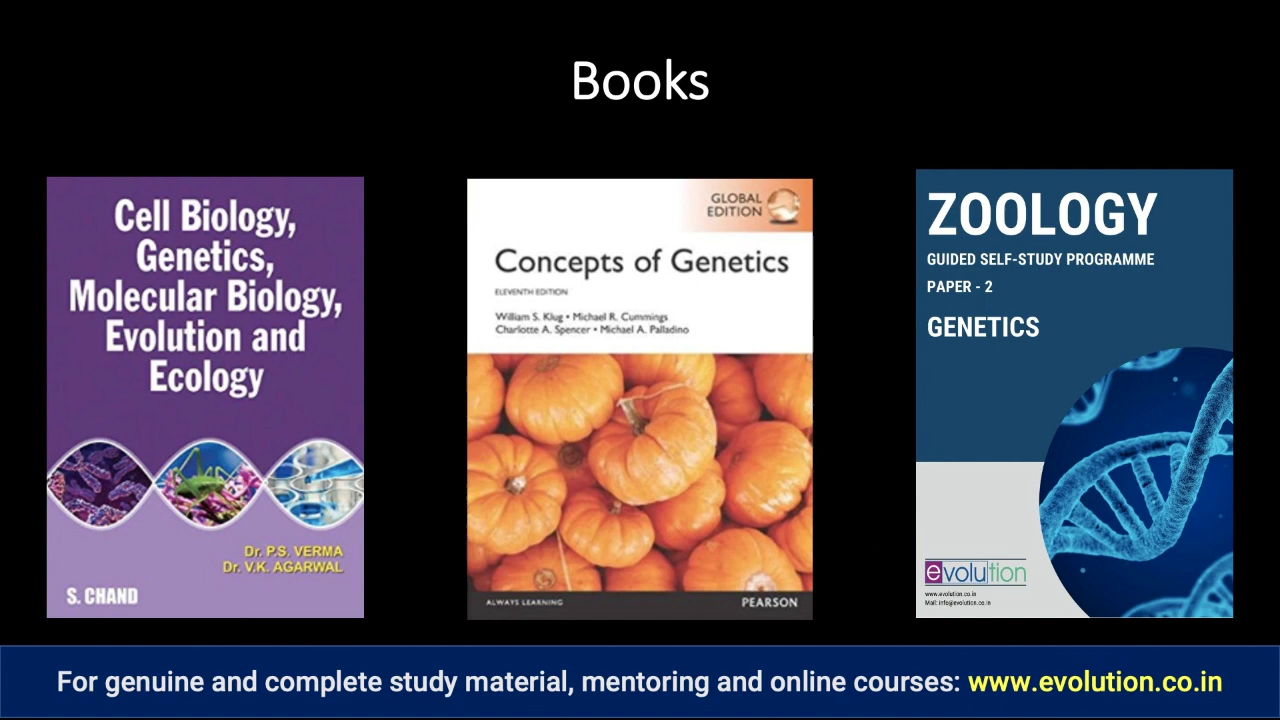 Books
Cell Biology,
Genetics,
Molecular Biology,
Evolution and
Ecology
Dr. P.S. VERMA
Dr. V.K. AGARWAL
S. CHAND
GLOBAL
EDITION
Concepts of Genetics
ELEVENTH EDITION
William S. Klug • Michael R. Cummings
Charlotte A. Spencer • Michael A. Palladino
ALWAYS LEARNING
PEARSON
ZOOLOGY
GUIDED SELF-STUDY PROGRAMME
PAPER - 2
GENETICS
evolution
www.evolution.co.in
Mail: info@evolution.co.in
For genuine and complete study material, mentoring and online courses: www.evolution.co.in